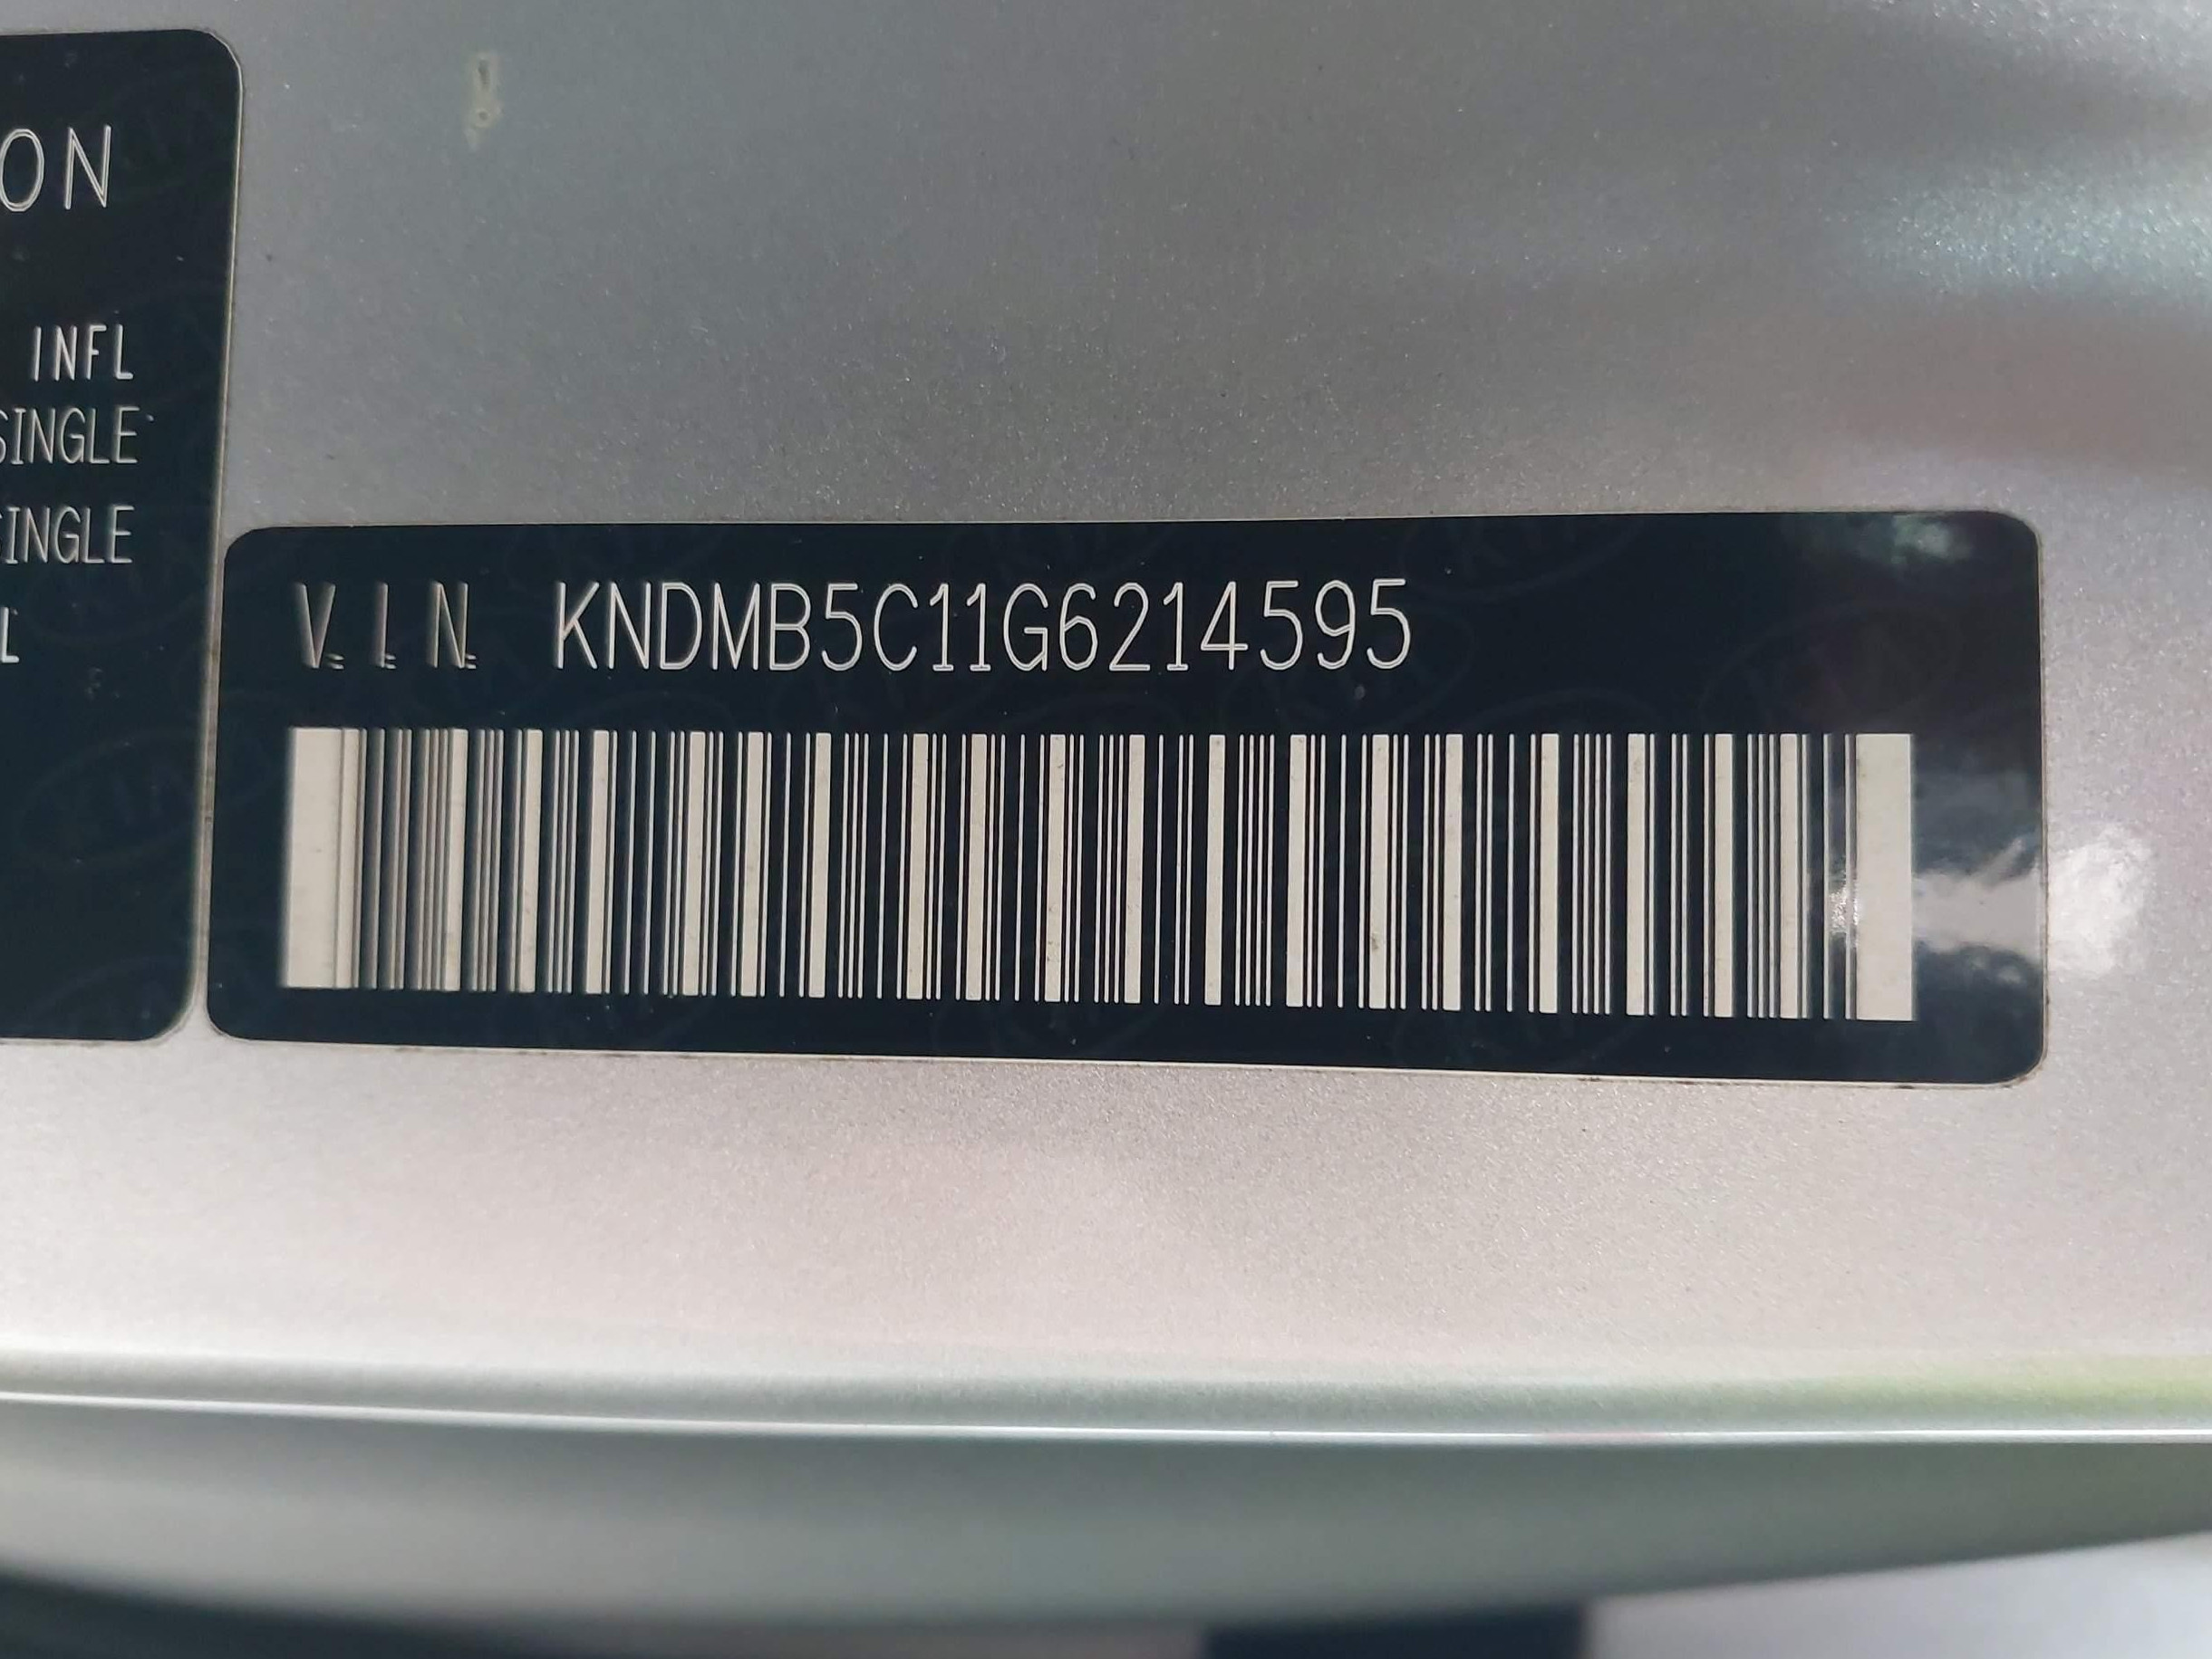 ON
INFL
SINGLE
SINGLE
L
V.I.N. KNDMB5C11G6214595